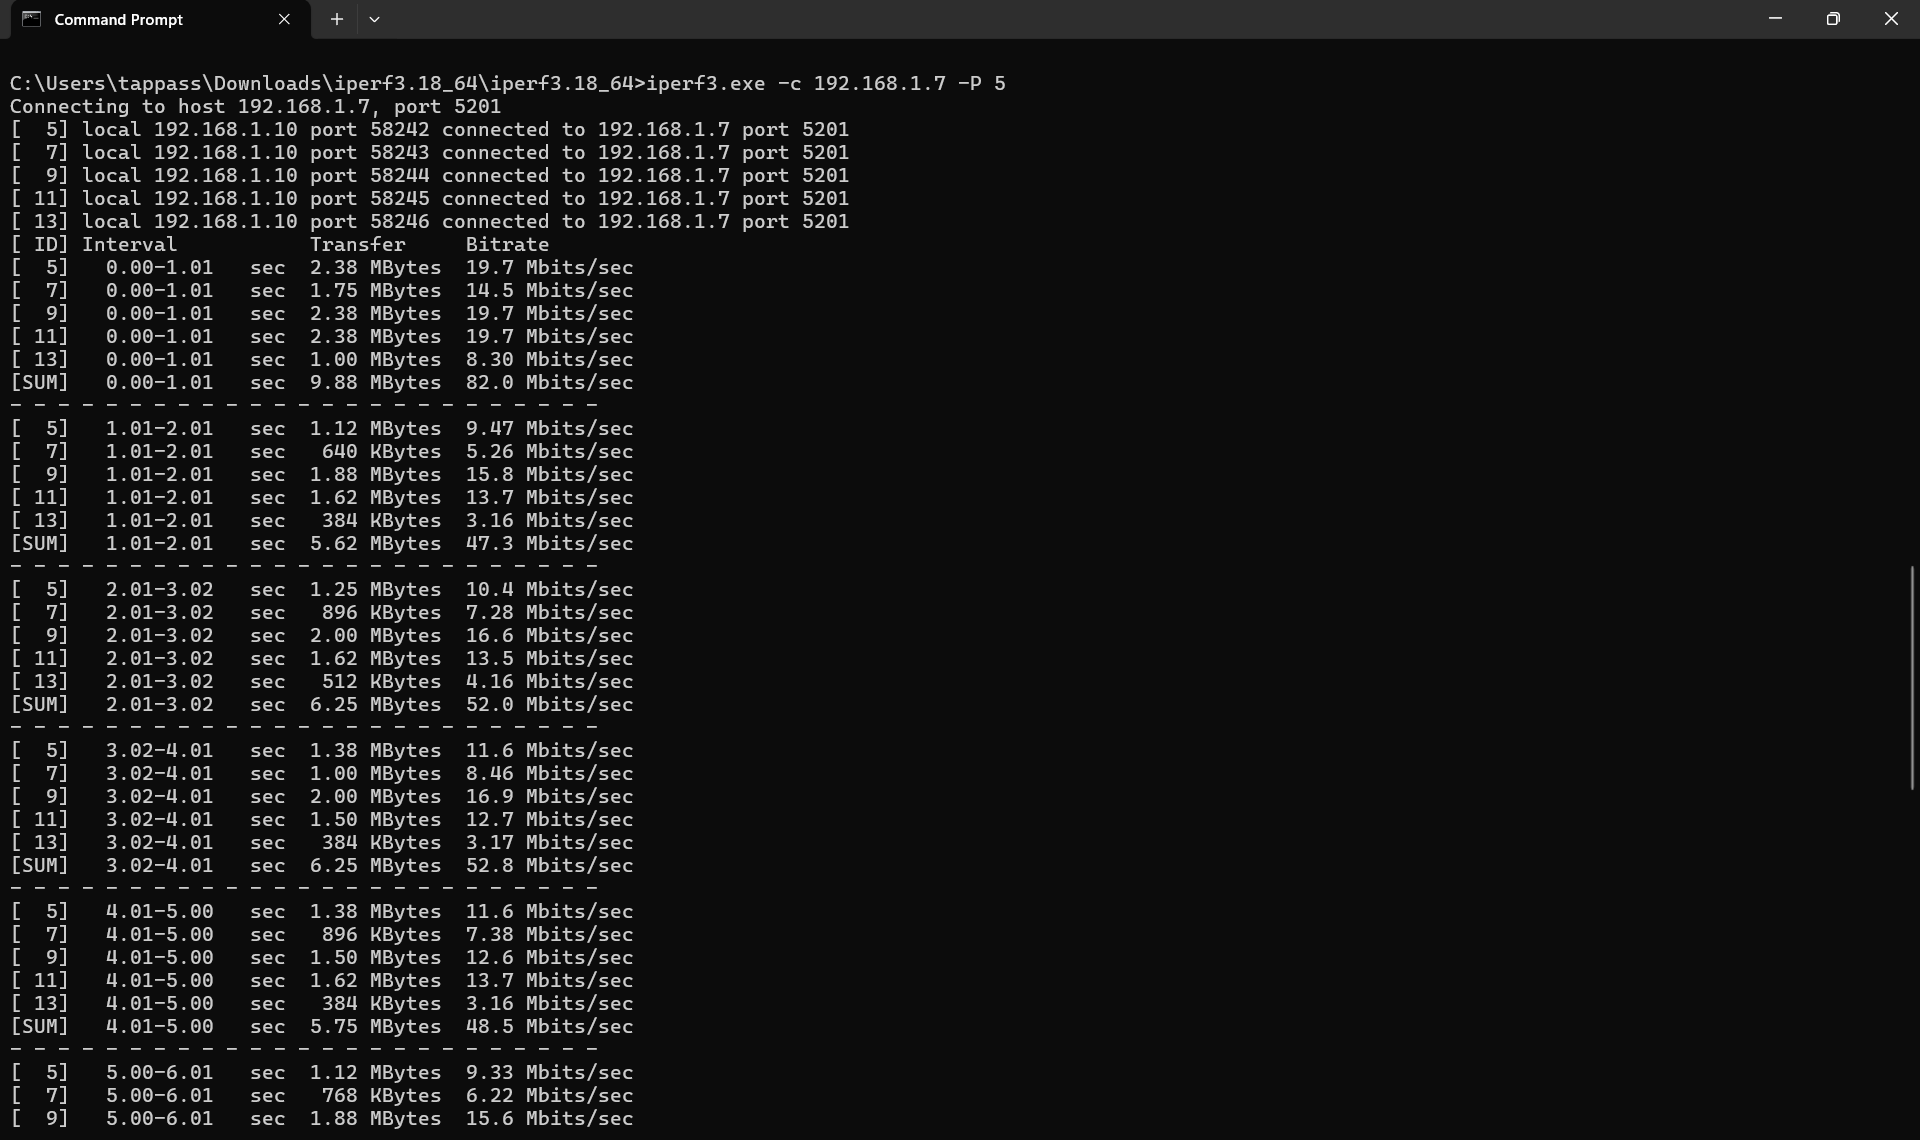 Command Prompt
C:\Users\tappass\Downloads\iperf3.18_64\iperf3.18_64>iperf3.exe -c 192.168.1.7 -P 5
Connecting to host 192.168.1.7, port 5201
[  5] local 192.168.1.10 port 58242 connected to 192.168.1.7 port 5201
[  7] local 192.168.1.10 port 58243 connected to 192.168.1.7 port 5201
[  9] local 192.168.1.10 port 58244 connected to 192.168.1.7 port 5201
[ 11] local 192.168.1.10 port 58245 connected to 192.168.1.7 port 5201
[ 13] local 192.168.1.10 port 58246 connected to 192.168.1.7 port 5201
[ ID] Interval           Transfer     Bitrate
[  5]   0.00-1.01   sec  2.38 MBytes  19.7 Mbits/sec
[  7]   0.00-1.01   sec  1.75 MBytes  14.5 Mbits/sec
[  9]   0.00-1.01   sec  2.38 MBytes  19.7 Mbits/sec
[ 11]   0.00-1.01   sec  2.38 MBytes  19.7 Mbits/sec
[ 13]   0.00-1.01   sec  1.00 MBytes  8.30 Mbits/sec
[SUM]   0.00-1.01   sec  9.88 MBytes  82.0 Mbits/sec
- - - - - - - - - - - - - - - - - - - - - - - - -
[  5]   1.01-2.01   sec  1.12 MBytes  9.47 Mbits/sec
[  7]   1.01-2.01   sec   640 KBytes  5.26 Mbits/sec
[  9]   1.01-2.01   sec  1.88 MBytes  15.8 Mbits/sec
[ 11]   1.01-2.01   sec  1.62 MBytes  13.7 Mbits/sec
[ 13]   1.01-2.01   sec   384 KBytes  3.16 Mbits/sec
[SUM]   1.01-2.01   sec  5.62 MBytes  47.3 Mbits/sec
- - - - - - - - - - - - - - - - - - - - - - - - -
[  5]   2.01-3.02   sec  1.25 MBytes  10.4 Mbits/sec
[  7]   2.01-3.02   sec   896 KBytes  7.28 Mbits/sec
[  9]   2.01-3.02   sec  2.00 MBytes  16.6 Mbits/sec
[ 11]   2.01-3.02   sec  1.62 MBytes  13.5 Mbits/sec
[ 13]   2.01-3.02   sec   512 KBytes  4.16 Mbits/sec
[SUM]   2.01-3.02   sec  6.25 MBytes  52.0 Mbits/sec
- - - - - - - - - - - - - - - - - - - - - - - - -
[  5]   3.02-4.01   sec  1.38 MBytes  11.6 Mbits/sec
[  7]   3.02-4.01   sec  1.00 MBytes  8.46 Mbits/sec
[  9]   3.02-4.01   sec  2.00 MBytes  16.9 Mbits/sec
[ 11]   3.02-4.01   sec  1.50 MBytes  12.7 Mbits/sec
[ 13]   3.02-4.01   sec   384 KBytes  3.17 Mbits/sec
[SUM]   3.02-4.01   sec  6.25 MBytes  52.8 Mbits/sec
- - - - - - - - - - - - - - - - - - - - - - - - -
[  5]   4.01-5.00   sec  1.38 MBytes  11.6 Mbits/sec
[  7]   4.01-5.00   sec   896 KBytes  7.38 Mbits/sec
[  9]   4.01-5.00   sec  1.50 MBytes  12.6 Mbits/sec
[ 11]   4.01-5.00   sec  1.62 MBytes  13.7 Mbits/sec
[ 13]   4.01-5.00   sec   384 KBytes  3.16 Mbits/sec
[SUM]   4.01-5.00   sec  5.75 MBytes  48.5 Mbits/sec
- - - - - - - - - - - - - - - - - - - - - - - - -
[  5]   5.00-6.01   sec  1.12 MBytes  9.33 Mbits/sec
[  7]   5.00-6.01   sec   768 KBytes  6.22 Mbits/sec
[  9]   5.00-6.01   sec  1.88 MBytes  15.6 Mbits/sec